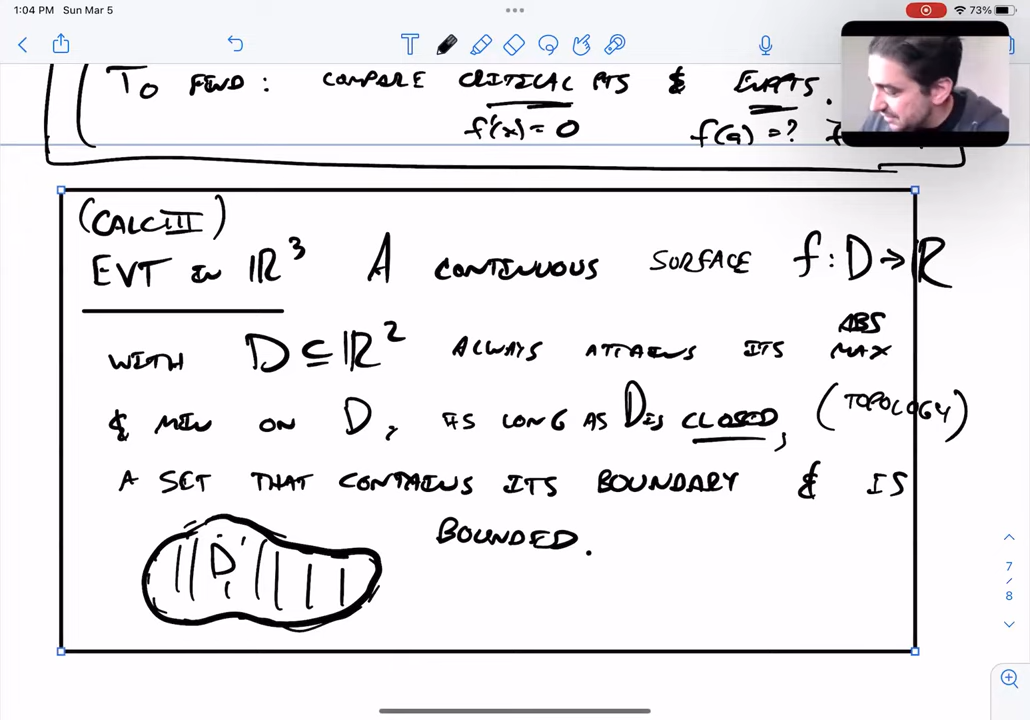 1:04 PM Sun Mar 5
73%
TO FIND: COMPARE CRITICAL PTS & ENDPTS.
f'(x)=0 f(a)=?
(CALC III)
EVT IN ℝ³ A CONTINUOUS SURFACE f: D→ℝ
WITH D ⊆ ℝ² ALWAYS ATTAINS ITS ABS MAX
& MIN ON D, AS LONG AS D IS CLOSED, (TOPOLOGY)
A SET THAT CONTAINS ITS BOUNDARY & IS
BOUNDED.
D
7
/
8